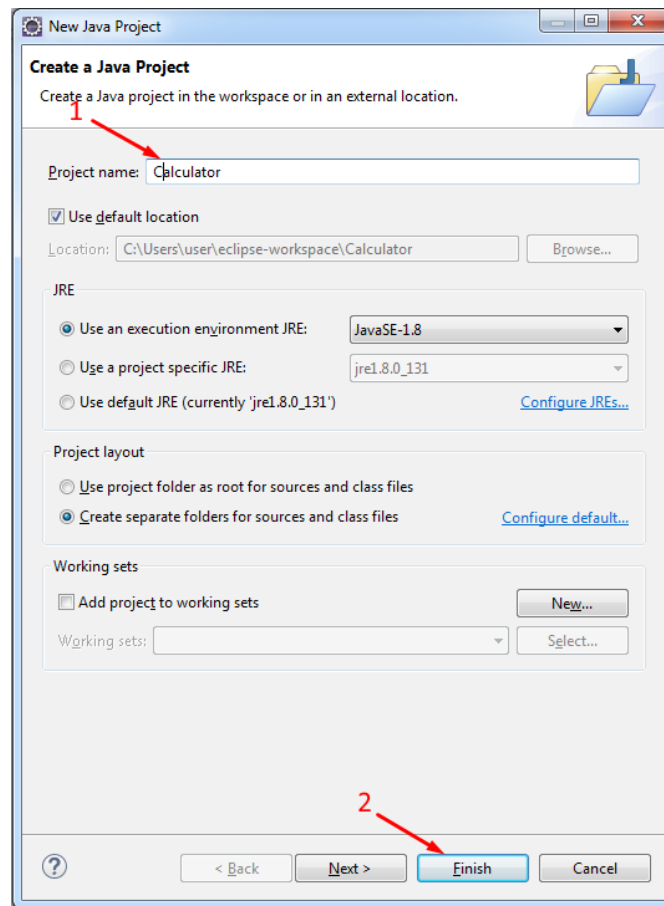 New Java Project
Create a Java Project
Create a Java project in the workspace or in an external location.
1
Project name: Calculator
Use default location
Location: C:\Users\user\eclipse-workspace\Calculator Browse...
JRE
Use an execution environment JRE: JavaSE-1.8
Use a project specific JRE: jre1.8.0_131
Use default JRE (currently 'jre1.8.0_131') Configure JREs...
Project layout
Use project folder as root for sources and class files
Create separate folders for sources and class files Configure default...
Working sets
Add project to working sets New...
Working sets: Select...
2
? < Back Next > Finish Cancel